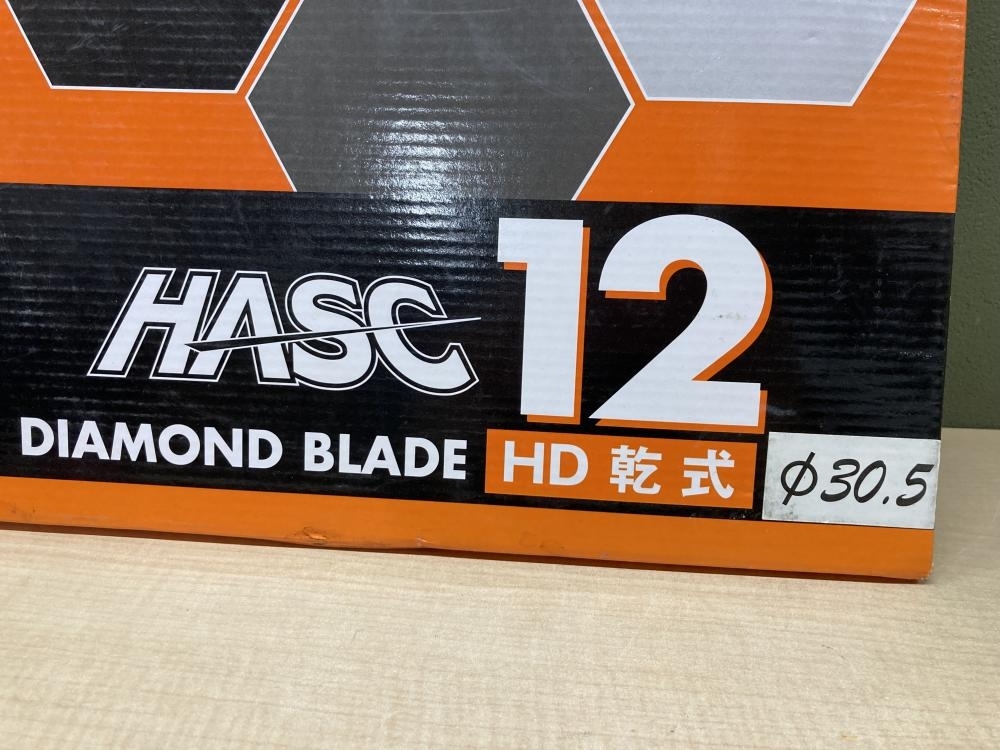 HASC 12
DIAMOND BLADE HD 乾式 φ30.5